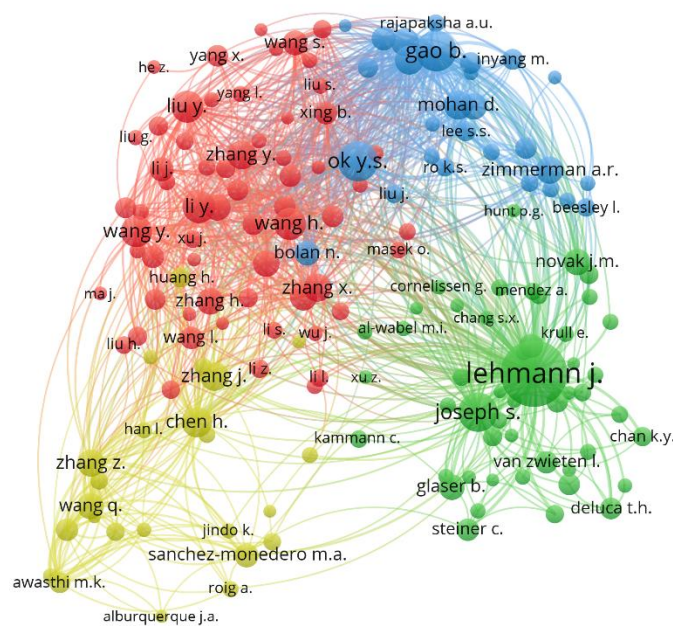 rajapaksha a.u.
wang s.
gao b.
inyang m.
yang x.
he z.
liu s.
yang l.
liu y.
xing b.
mohan d.
lee s.s.
liu g.
zhang y.
ok y.s.
ro k.s.
zimmerman a.r.
li j.
liu j.
beesley l.
li y.
hunt p.g.
wang h.
wang y.
xu j.
bolan n.
masek o.
novak j.m.
huang h.
cornelissen g.
zhang x.
mendez a.
ma j.
zhang h.
chang s.x.
al-wabel m.i.
krull e.
li s.
wu j.
wang l.
liu h.
lehmann j.
zhang j.
li z.
xu z.
li l.
joseph s.
chen h.
han l.
kammann c.
chan k.y.
zhang z.
van zwieten l.
glaser b.
wang q.
deluca t.h.
steiner c.
jindo k.
sanchez-monedero m.a.
awasthi m.k.
roig a.
alburquerque j.a.